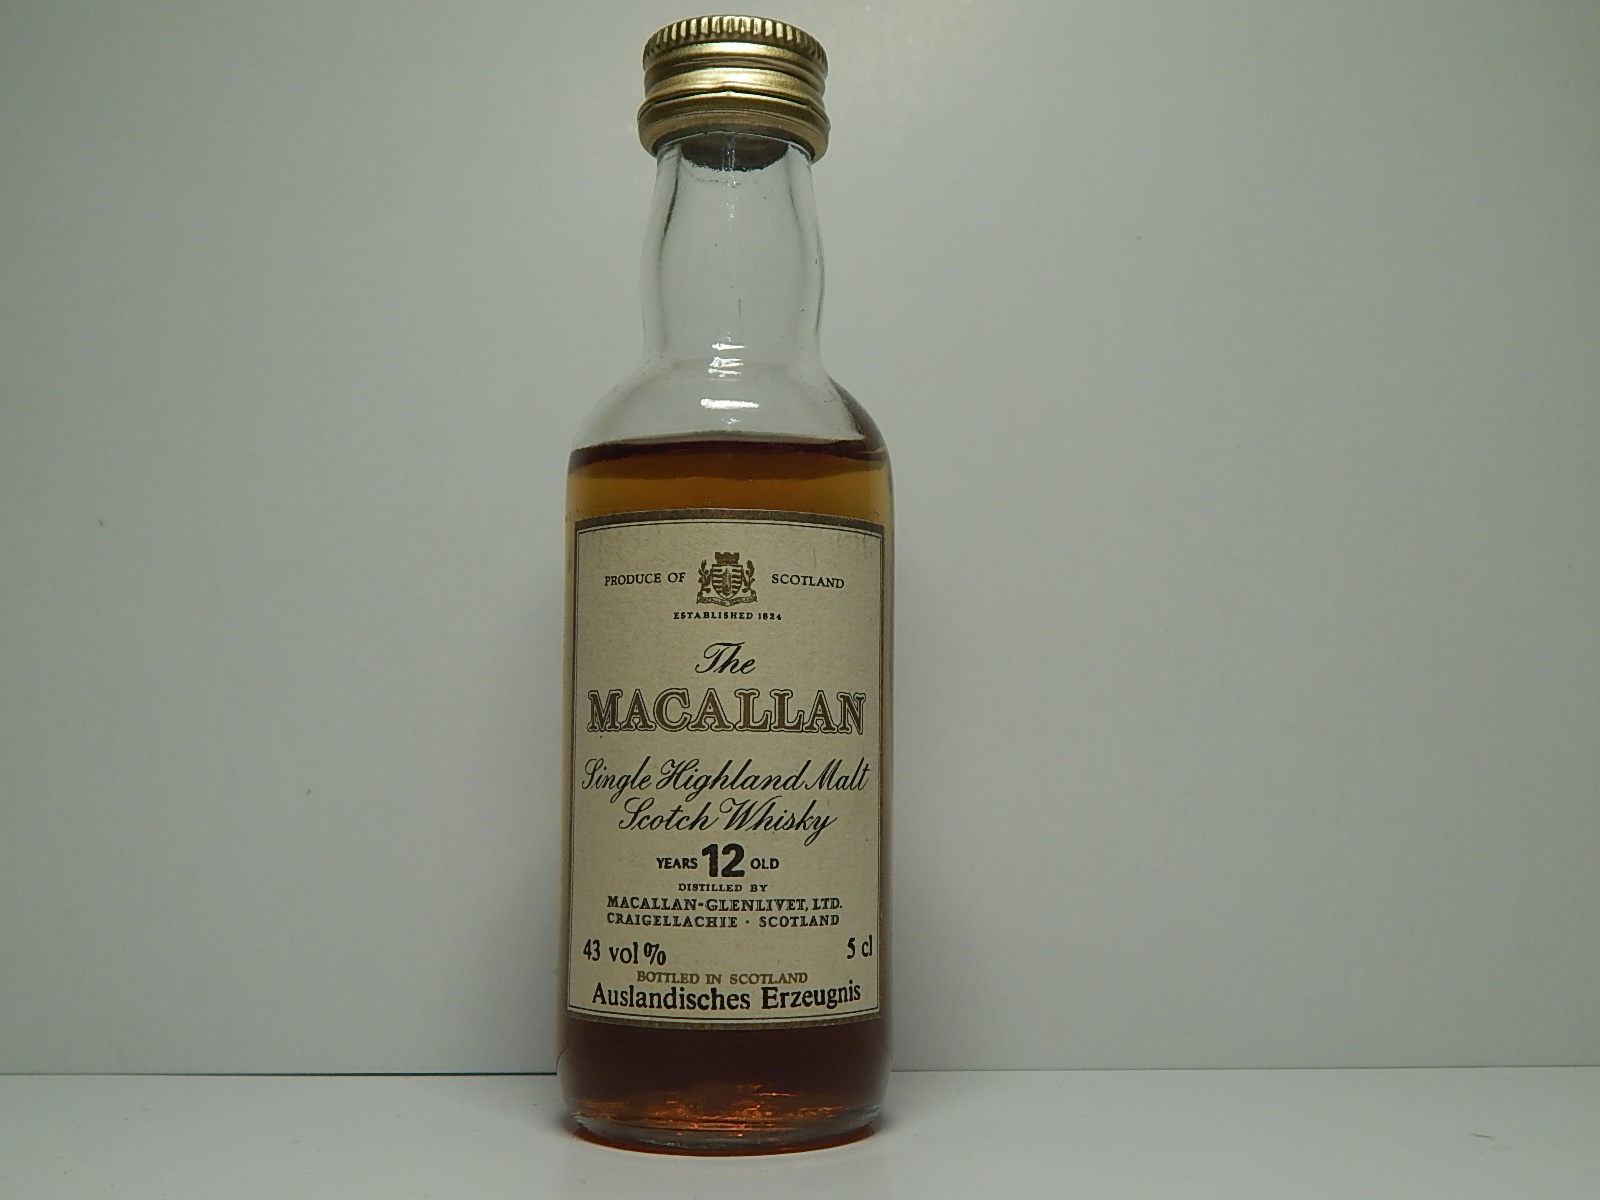 PRODUCE OF SCOTLAND
ESTABLISHED 1824
The
MACALLAN
Single Highland Malt
Scotch Whisky
YEARS 12 OLD
DISTILLED BY
MACALLAN-GLENLIVET, LTD.
CRAIGELLACHIE · SCOTLAND
43 vol% 5 cl
BOTTLED IN SCOTLAND
Auslandisches Erzeugnis